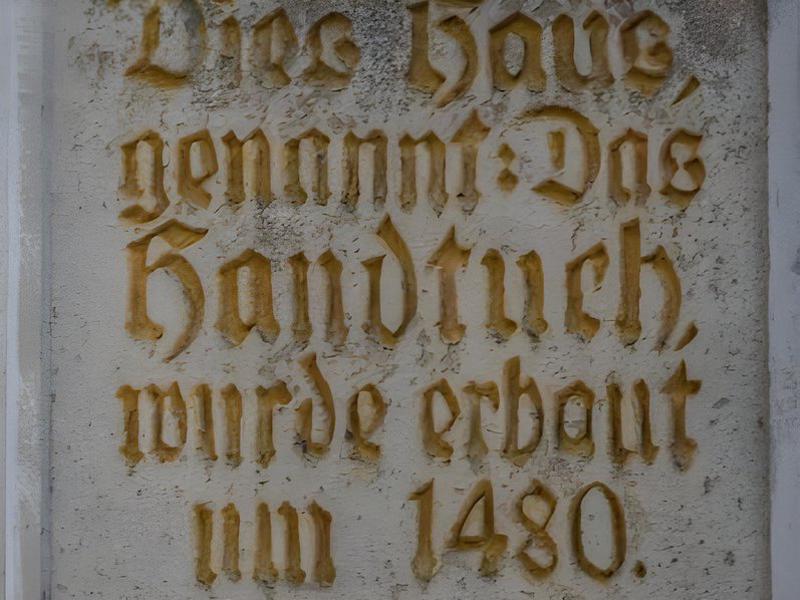 Dies Haus,
genannt: Das
Handtuch,
wurde erbaut
um 1480.